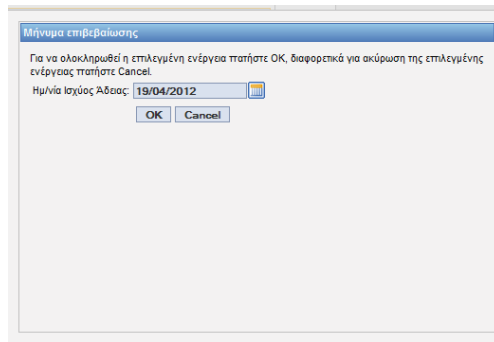 Μήνυμα επιβεβαίωσης
Για να ολοκληρωθεί η επιλεγμένη ενέργεια πατήστε OK, διαφορετικά για ακύρωση της επιλεγμένης
ενέργειας πατήστε Cancel.
Ημ/νία Ισχύος Άδειας: 19/04/2012
OK Cancel